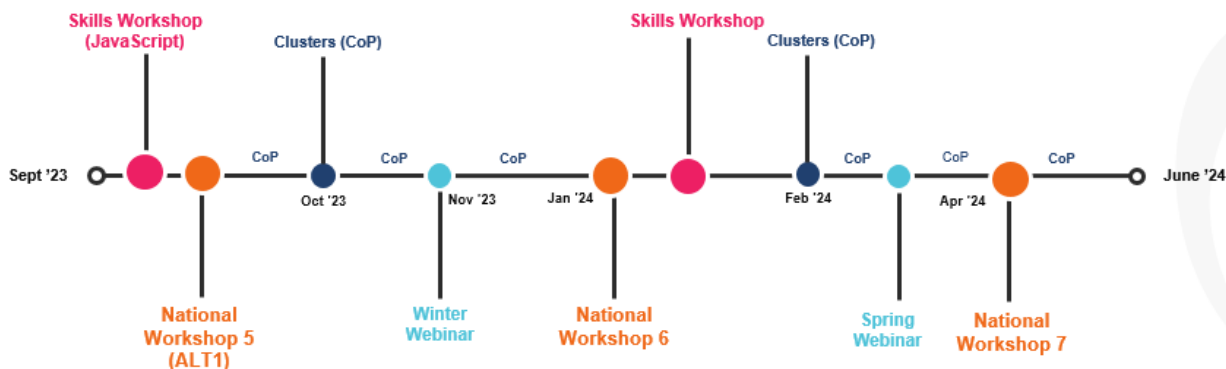 Skills Workshop
(JavaScript)
Clusters (CoP)
Skills Workshop
Clusters (CoP)
Sept '23
CoP
CoP
CoP
CoP
CoP
CoP
June '24
Oct '23
Nov '23
Jan '24
Feb '24
Apr '24
National
Workshop 5
(ALT1)
Winter
Webinar
National
Workshop 6
Spring
Webinar
National
Workshop 7